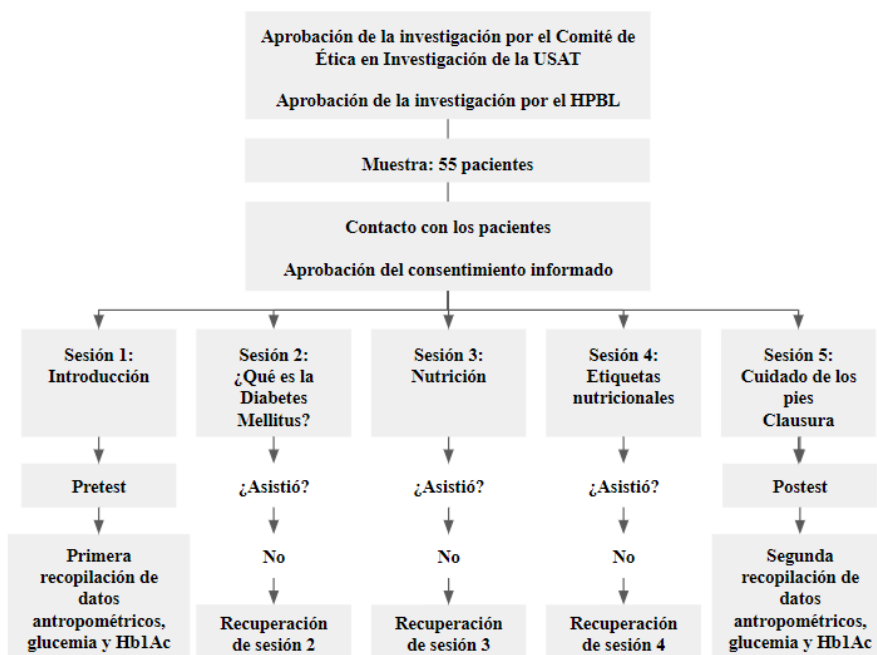 Aprobación de la investigación por el Comité de
Ética en Investigación de la USAT
Aprobación de la investigación por el HPBL
Muestra: 55 pacientes
Contacto con los pacientes
Aprobación del consentimiento informado
Sesión 1:
Introducción
Sesión 2:
¿Qué es la
Diabetes
Mellitus?
Sesión 3:
Nutrición
Sesión 4:
Etiquetas
nutricionales
Sesión 5:
Cuidado de los
pies
Clausura
Pretest
¿Asistió?
¿Asistió?
¿Asistió?
Postest
Primera
recopilación de
datos
antropométricos,
glucemia y Hb1Ac
No
No
No
Segunda
recopilación de
datos
antropométricos,
glucemia y Hb1Ac
Recuperación
de sesión 2
Recuperación
de sesión 3
Recuperación
de sesión 4